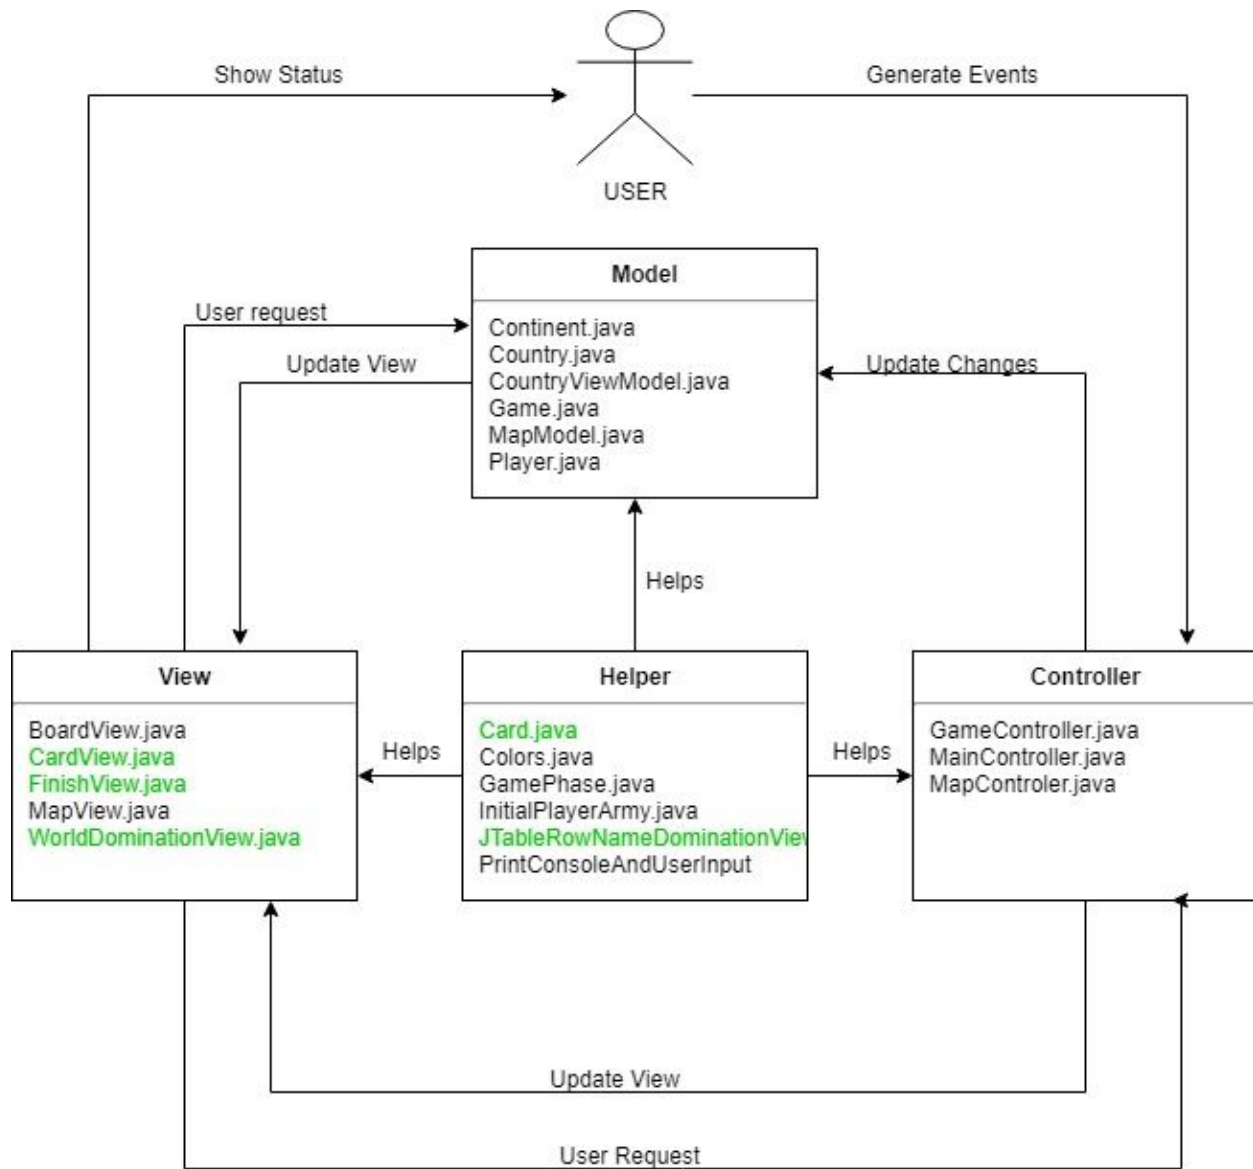 Show Status
Generate Events
USER
Model
Continent.java
Country.java
CountryViewModel.java
Game.java
MapModel.java
Player.java
User request
Update View
Update Changes
Helps
View
BoardView.java
CardView.java
FinishView.java
MapView.java
WorldDominationView.java
Helps
Helper
Card.java
Colors.java
GamePhase.java
InitialPlayerArmy.java
JTableRowNameDominationView
PrintConsoleAndUserInput
Helps
Controller
GameController.java
MainController.java
MapControler.java
Update View
User Request